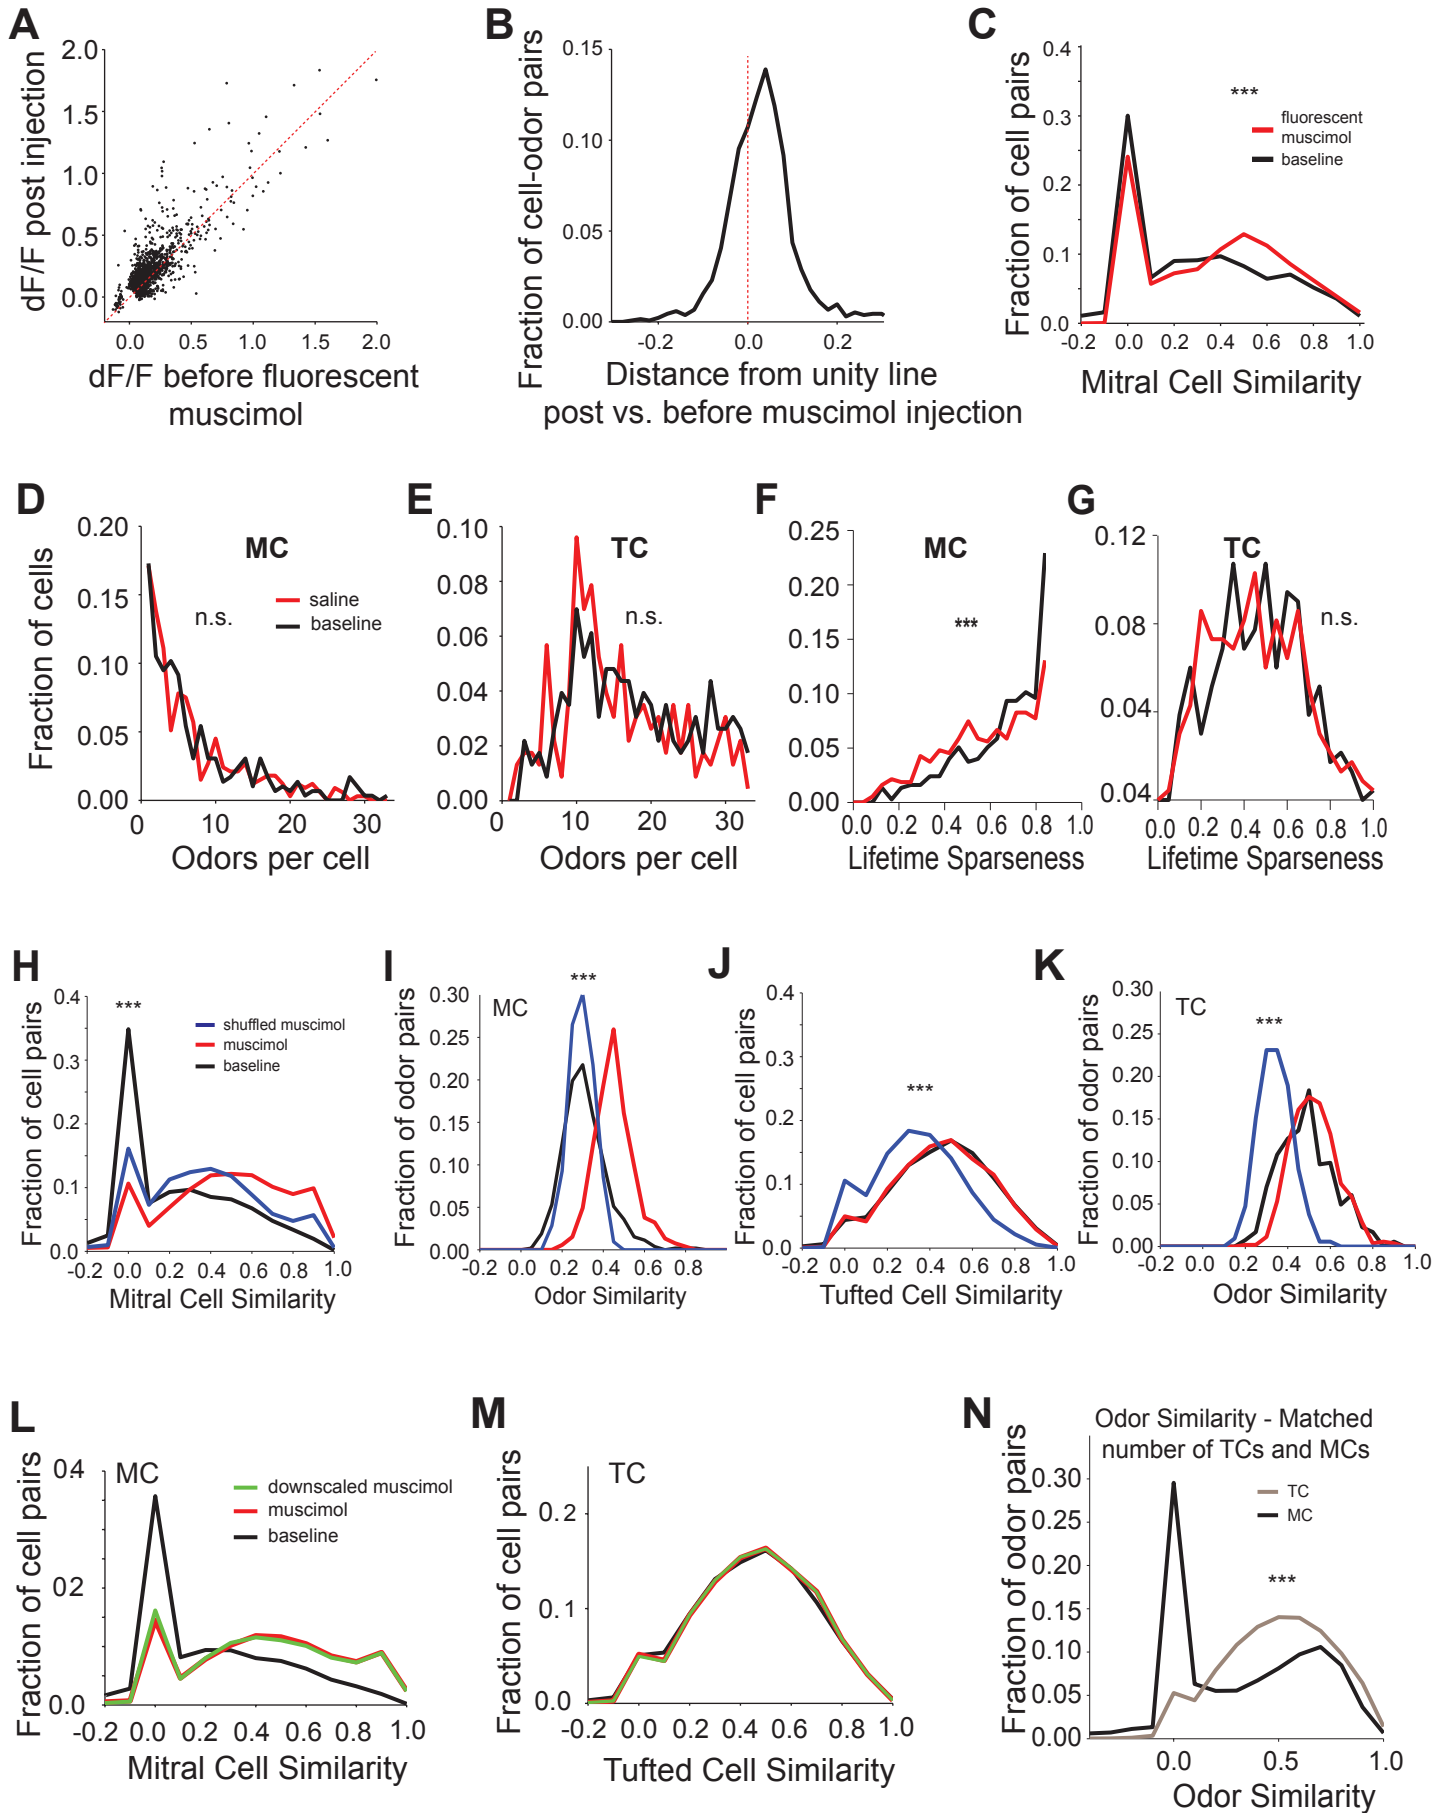 A
dF/F post injection
2.0
1.5
1.0
0.5
0.0
0.0 0.5 1.0 1.5 2.0
dF/F before fluorescent
muscimol
B
Fraction of cell-odor pairs
0.15
0.10
0.05
0.00
-0.2 0.0 0.2
Distance from unity line
post vs. before muscimol injection
C
Fraction of cell pairs
0.4
0.3
0.2
0.1
0.0
-0.2 0.0 0.2 0.4 0.6 0.8 1.0
Mitral Cell Similarity
***
fluorescent
muscimol
baseline
D
Fraction of cells
0.20
0.15
0.10
0.05
0.00
0 10 20 30
Odors per cell
MC
n.s.
saline
baseline
E
0.10
0.08
0.06
0.04
0.02
0.00
0 10 20 30
Odors per cell
TC
n.s.
F
0.25
0.20
0.15
0.10
0.05
0.00
0.0 0.2 0.4 0.6 0.8 1.0
Lifetime Sparseness
MC
***
G
0.12
0.08
0.04
0.04
0.0 0.2 0.4 0.6 0.8 1.0
Lifetime Sparseness
TC
n.s.
H
Fraction of cell pairs
0.4
0.3
0.2
0.1
0.0
-0.2 0.0 0.2 0.4 0.6 0.8 1.0
Mitral Cell Similarity
***
shuffled muscimol
muscimol
baseline
I
Fraction of odor pairs
0.30
0.25
0.20
0.15
0.10
0.05
0.00
-0.2 0.0 0.2 0.4 0.6 0.8
Odor Similarity
MC
***
J
Fraction of cell pairs
0.4
0.3
0.2
0.1
0.0
-0.2 0.0 0.2 0.4 0.6 0.8 1.0
Tufted Cell Similarity
***
K
Fraction of odor pairs
0.30
0.25
0.20
0.15
0.10
0.05
0.00
-0.2 0.0 0.2 0.4 0.6 0.8 1.0
Odor Similarity
TC
***
L
Fraction of cell pairs
04
02
0.0
-0.2 0.0 0.2 0.4 0.6 0.8 1.0
Mitral Cell Similarity
MC
downscaled muscimol
muscimol
baseline
M
Fraction of cell pairs
0.2
0.1
0.0
-0.2 0.0 0.2 0.4 0.6 0.8 1.0
Tufted Cell Similarity
TC
N
Odor Similarity - Matched
number of TCs and MCs
Fraction of odor pairs
0.30
0.25
0.20
0.15
0.10
0.05
0.00
0.0 0.5 1.0
Odor Similarity
TC
MC
***